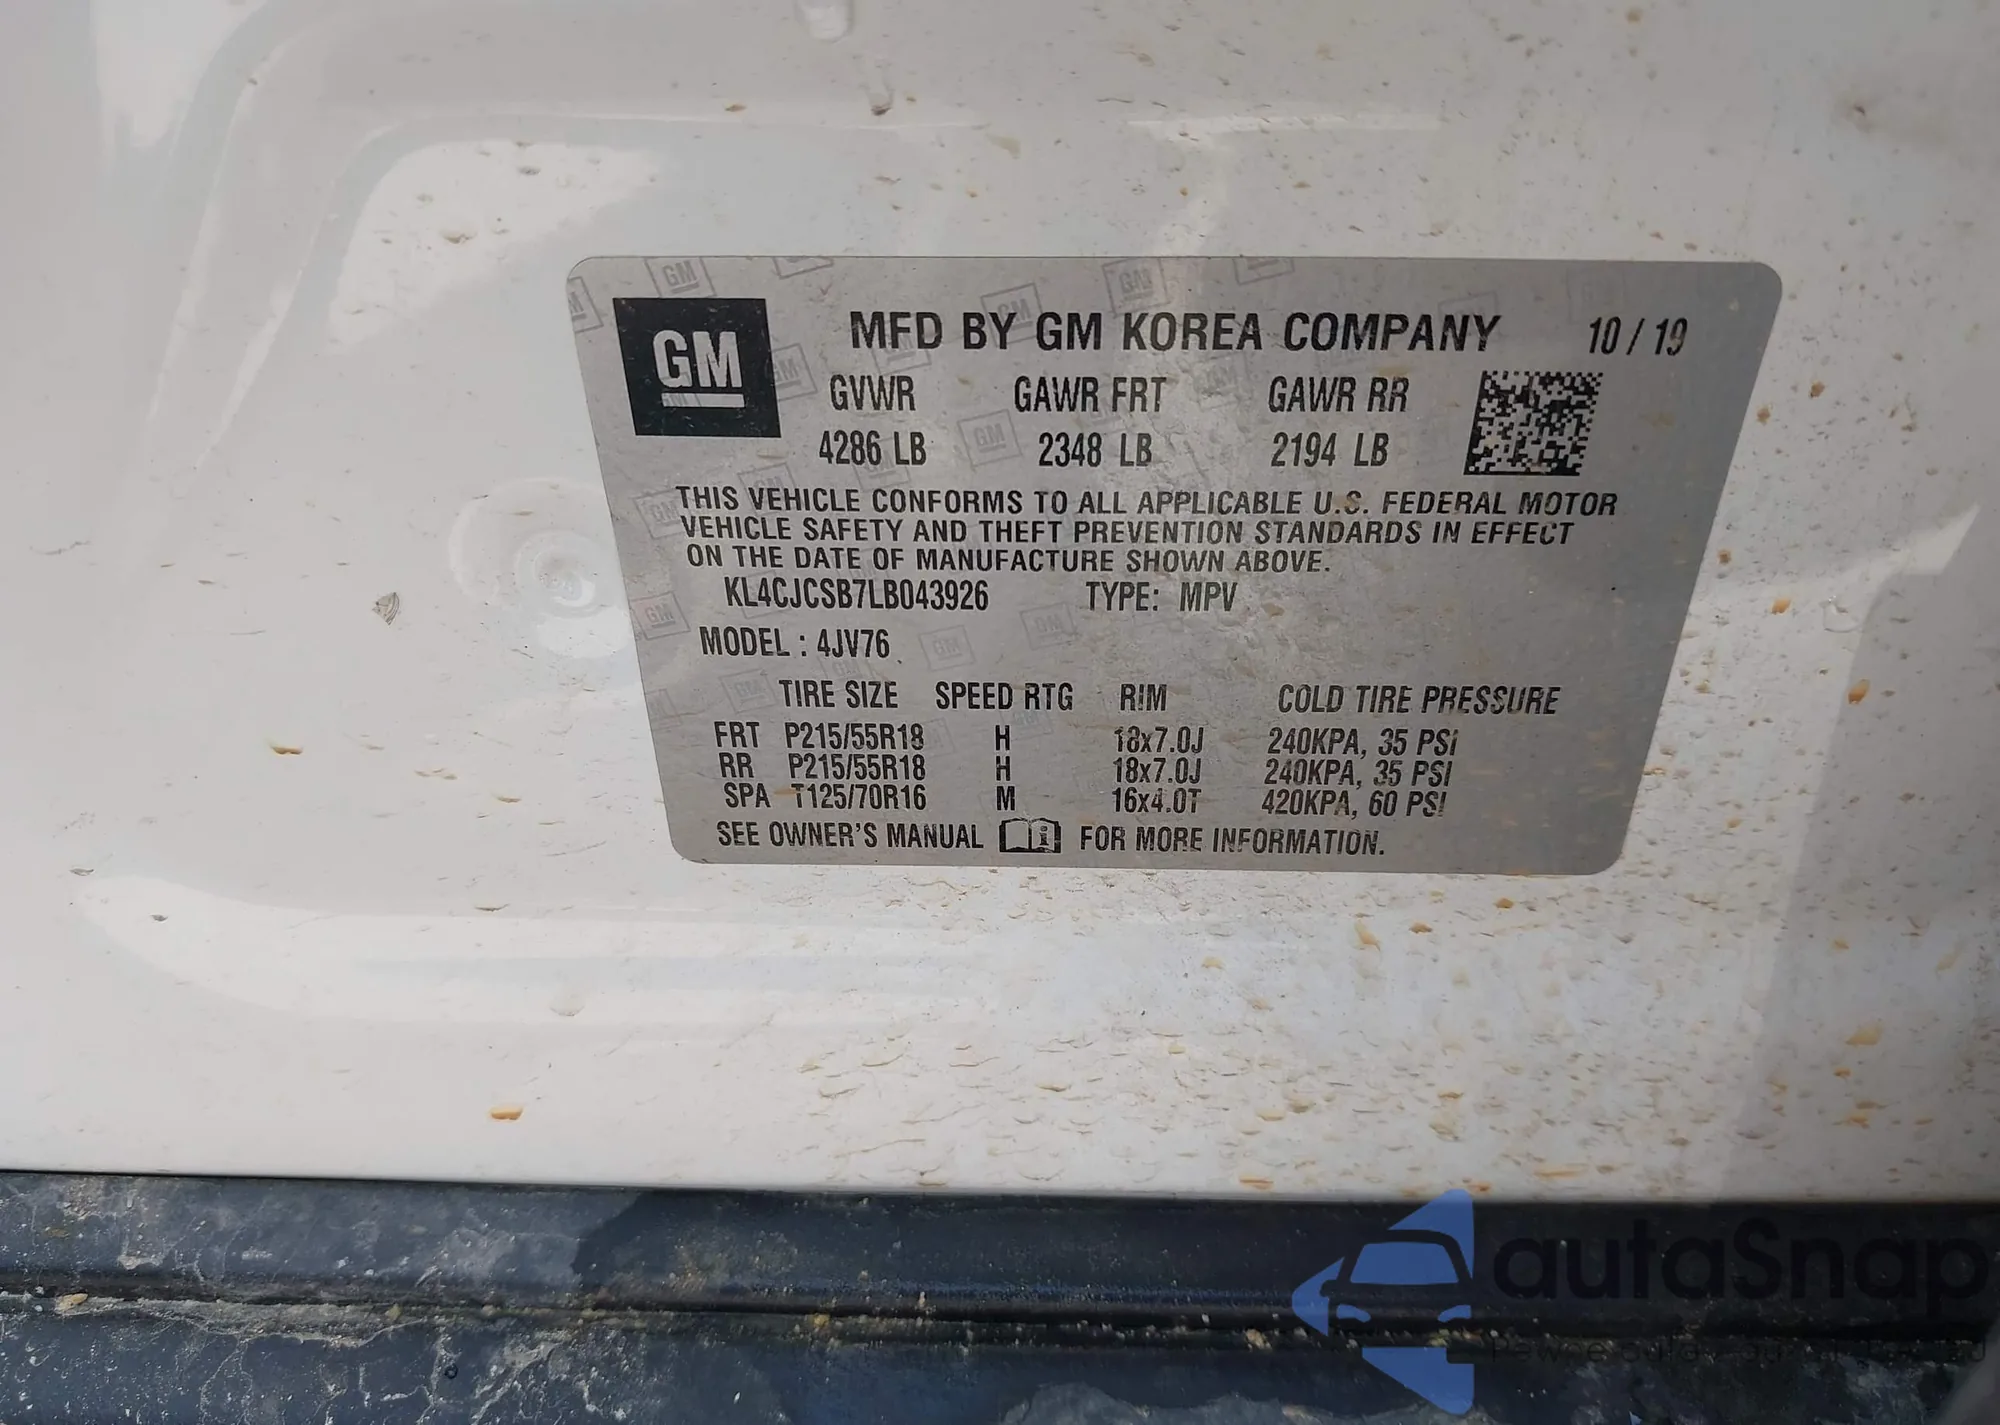 GM
MFD BY GM KOREA COMPANY 10 / 19
GVWR GAWR FRT GAWR RR
4286 LB 2348 LB 2194 LB
THIS VEHICLE CONFORMS TO ALL APPLICABLE U.S. FEDERAL MOTOR
VEHICLE SAFETY AND THEFT PREVENTION STANDARDS IN EFFECT
ON THE DATE OF MANUFACTURE SHOWN ABOVE.
KL4CJCSB7LB043926 TYPE: MPV
MODEL : 4JV76
TIRE SIZE SPEED RTG RIM COLD TIRE PRESSURE
FRT P215/55R18 H 18x7.0J 240KPA, 35 PSI
RR P215/55R18 H 18x7.0J 240KPA, 35 PSI
SPA T125/70R16 M 16x4.0T 420KPA, 60 PSI
SEE OWNER'S MANUAL FOR MORE INFORMATION.
autaSnap